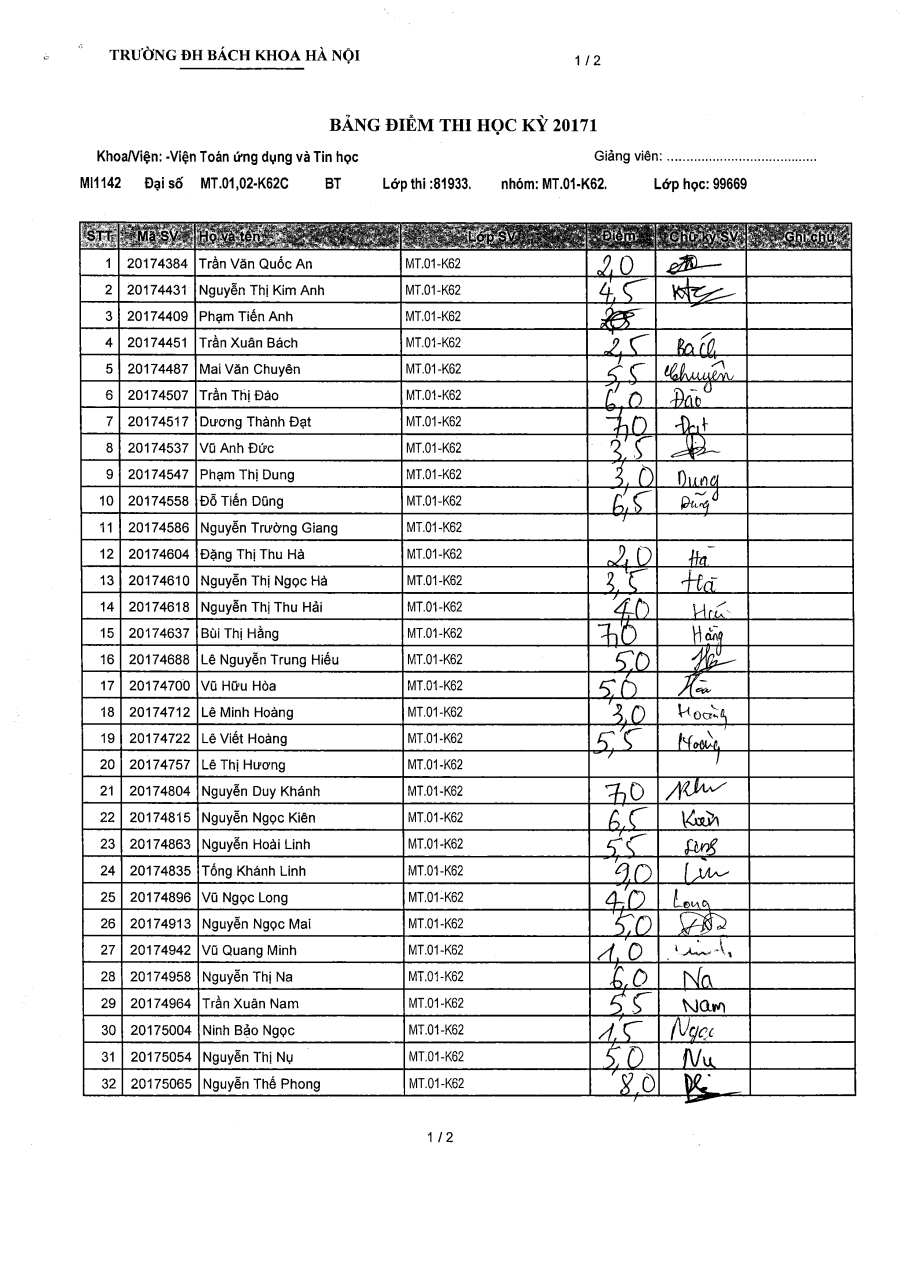 TRƯỜNG ĐH BÁCH KHOA HÀ NỘI
1 / 2
BẢNG ĐIỂM THI HỌC KỲ 20171
Khoa/Viện: -Viện Toán ứng dụng và Tin học Giảng viên: ........................................
MI1142 Đại số MT.01,02-K62C BT Lớp thi :81933. nhóm: MT.01-K62. Lớp học: 99669
STT Mã SV Họ và tên Lớp SV Điểm Chữ ký SV Ghi chú
1 20174384 Trần Văn Quốc An MT.01-K62 2,0
2 20174431 Nguyễn Thị Kim Anh MT.01-K62 4,5
3 20174409 Phạm Tiến Anh MT.01-K62
4 20174451 Trần Xuân Bách MT.01-K62 2,5 Bách
5 20174487 Mai Văn Chuyên MT.01-K62 5,5 Chuyên
6 20174507 Trần Thị Đào MT.01-K62 6,0 Đào
7 20174517 Dương Thành Đạt MT.01-K62 7,0 Đạt
8 20174537 Vũ Anh Đức MT.01-K62 3,5
9 20174547 Phạm Thị Dung MT.01-K62 3,0 Dung
10 20174558 Đỗ Tiến Dũng MT.01-K62 6,5 Dũng
11 20174586 Nguyễn Trường Giang MT.01-K62
12 20174604 Đặng Thị Thu Hà MT.01-K62 2,0 Hà
13 20174610 Nguyễn Thị Ngọc Hà MT.01-K62 3,5 Hà
14 20174618 Nguyễn Thị Thu Hải MT.01-K62 4,0 Hải
15 20174637 Bùi Thị Hằng MT.01-K62 7,0 Hằng
16 20174688 Lê Nguyễn Trung Hiếu MT.01-K62 5,0
17 20174700 Vũ Hữu Hòa MT.01-K62 5,0 Hòa
18 20174712 Lê Minh Hoàng MT.01-K62 3,0 Hoàng
19 20174722 Lê Viết Hoàng MT.01-K62 5,5 Hoàng
20 20174757 Lê Thị Hương MT.01-K62
21 20174804 Nguyễn Duy Khánh MT.01-K62 7,0
22 20174815 Nguyễn Ngọc Kiên MT.01-K62 6,5 Kiên
23 20174863 Nguyễn Hoài Linh MT.01-K62 5,5
24 20174835 Tống Khánh Linh MT.01-K62 9,0
25 20174896 Vũ Ngọc Long MT.01-K62 4,0 Long
26 20174913 Nguyễn Ngọc Mai MT.01-K62 5,0
27 20174942 Vũ Quang Minh MT.01-K62 1,0
28 20174958 Nguyễn Thị Na MT.01-K62 6,0 Na
29 20174964 Trần Xuân Nam MT.01-K62 5,5 Nam
30 20175004 Ninh Bảo Ngọc MT.01-K62 1,5 Ngọc
31 20175054 Nguyễn Thị Nụ MT.01-K62 5,0 Nụ
32 20175065 Nguyễn Thế Phong MT.01-K62 8,0
1 / 2